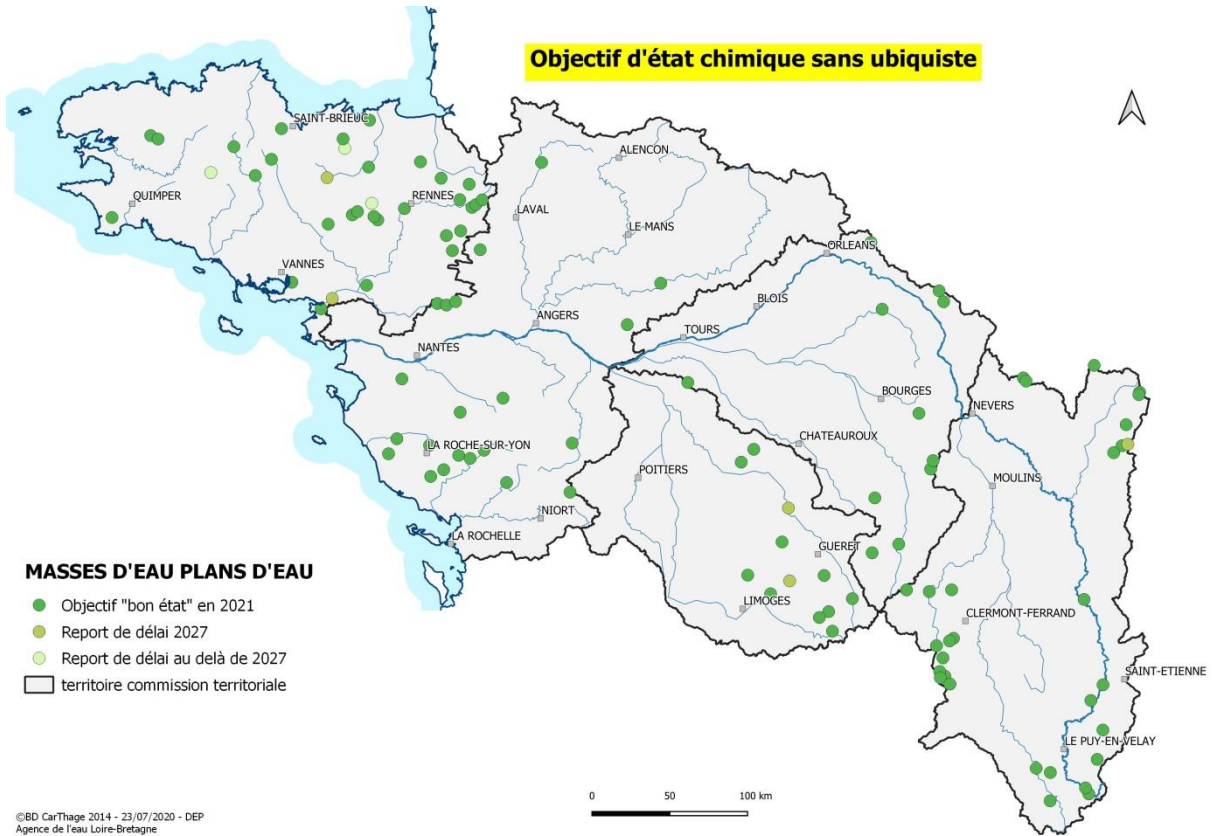 Objectif d'état chimique sans ubiquiste
SAINT-BRIEUC
ALENCON
QUIMPER
RENNES
LAVAL
LE MANS
ORLEANS
VANNES
BLOIS
ANGERS
TOURS
NANTES
BOURGES
NEVERS
CHATEAUROUX
LA ROCHE-SUR-YON
POITIERS
MOULINS
NIORT
LA ROCHELLE
GUERET
LIMOGES
CLERMONT-FERRAND
SAINT-ETIENNE
LE PUY-EN-VELAY
MASSES D'EAU PLANS D'EAU
Objectif "bon état" en 2021
Report de délai 2027
Report de délai au delà de 2027
territoire commission territoriale
0 50 100 km
©BD CarThage 2014 - 23/07/2020 - DEP
Agence de l'eau Loire-Bretagne